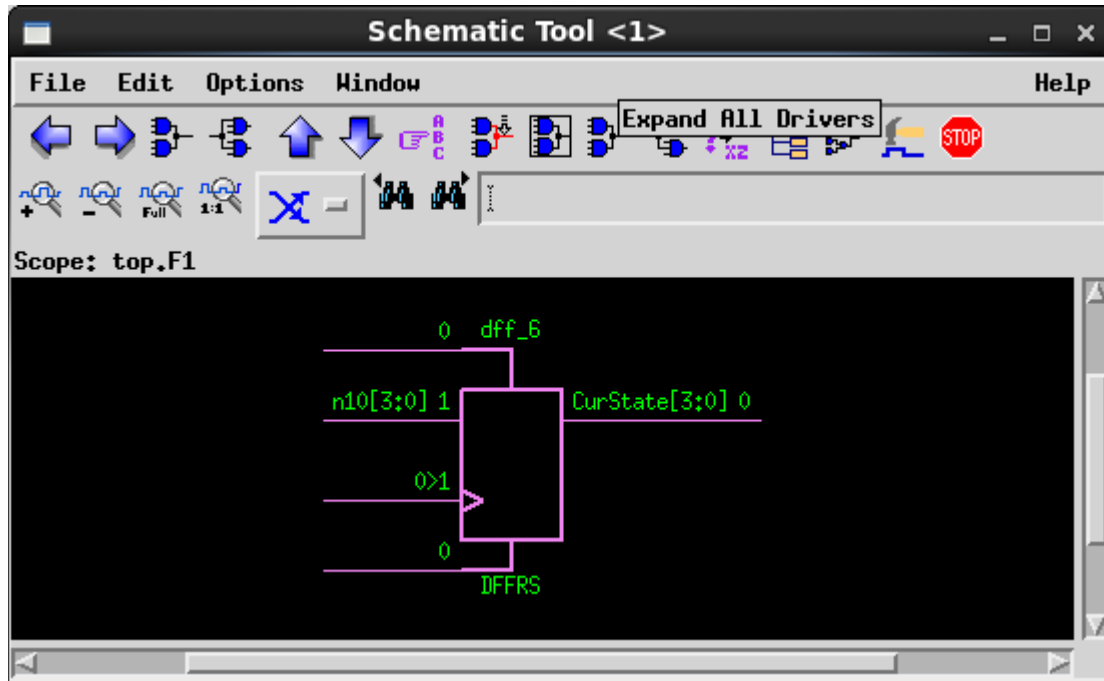 Schematic Tool <1>
File Edit Options Window Help
Expand All Drivers
A
B
C
XZ
STOP
Full
1:1
Scope: top.F1
0 dff_6
n10[3:0] 1 CurState[3:0] 0
0>1
0
DFFRS